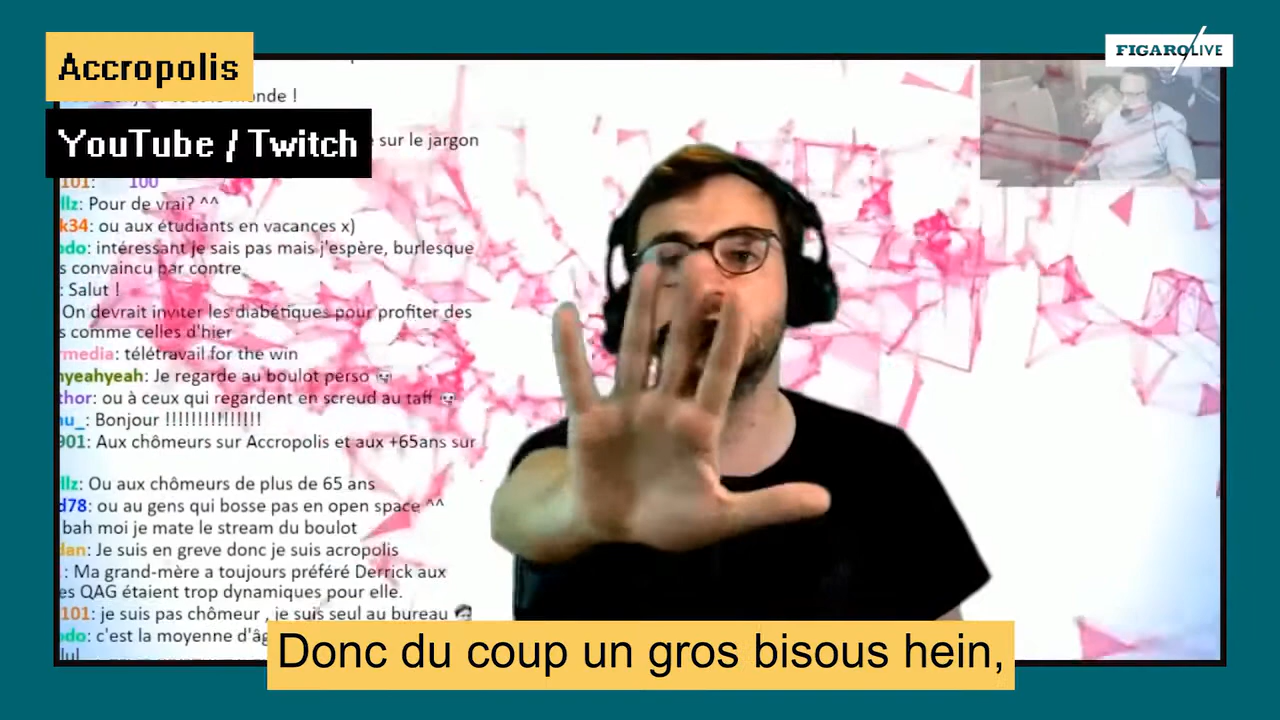 Accropolis
FIGAROLIVE
YouTube / Twitch
monde !
sur le jargon
101: 100
llz: Pour de vrai? ^^
k34: ou aux étudiants en vacances x)
odo: intéressant je sais pas mais j'espère, burlesque
s convaincu par contre
: Salut !
On devrait inviter les diabétiques pour profiter des
s comme celles d'hier
rmedia: télétravail for the win
nyeahyeah: Je regarde au boulot perso
thor: ou à ceux qui regardent en screud au taff
nu_: Bonjour !!!!!!!!!!!!!!!
901: Aux chômeurs sur Accropolis et aux +65ans sur
llz: Ou aux chômeurs de plus de 65 ans
d78: ou au gens qui bosse pas en open space ^^
bah moi je mate le stream du boulot
dan: Je suis en greve donc je suis acropolis
: Ma grand-mère a toujours préféré Derrick aux
es QAG étaient trop dynamiques pour elle.
101: je suis pas chômeur , je suis seul au bureau
odo: c'est la moyenne d'âg
Donc du coup un gros bisous hein,